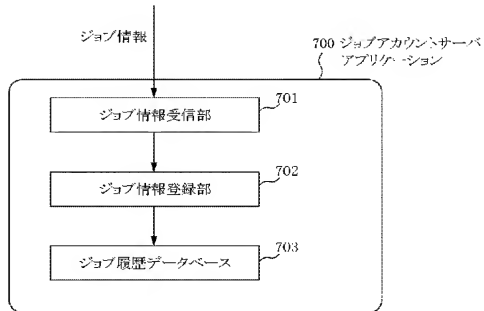 ジョブ情報
700 ジョブアカウントサーバ
アプリケーション
701
ジョブ情報受信部
702
ジョブ情報登録部
703
ジョブ履歴データベース